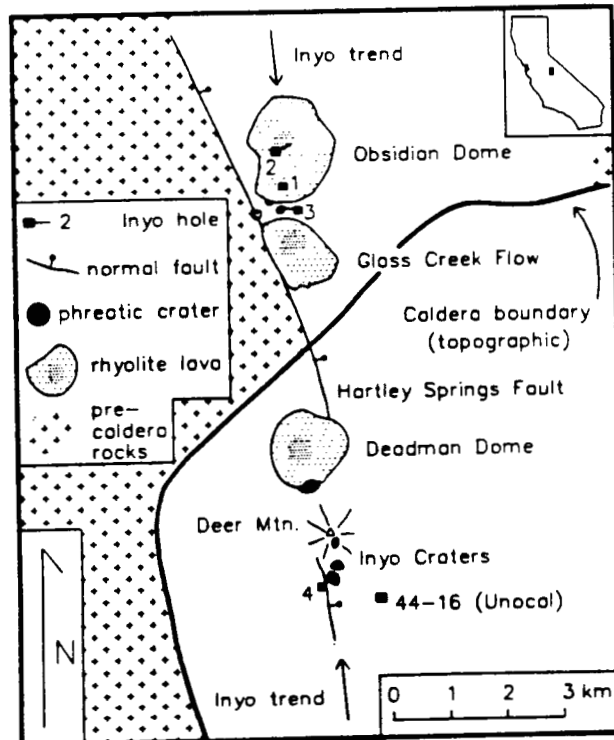 Inyo trend
Obsidian Dome
2
1
3
2 Inyo hole
normal fault
phreatic crater
rhyolite lava
pre-
caldera
rocks
Glass Creek Flow
Caldera boundary
(topographic)
Hartley Springs Fault
Deadman Dome
Deer Mtn.
Inyo Craters
4
44-16 (Unocal)
N
Inyo trend
0 1 2 3 km